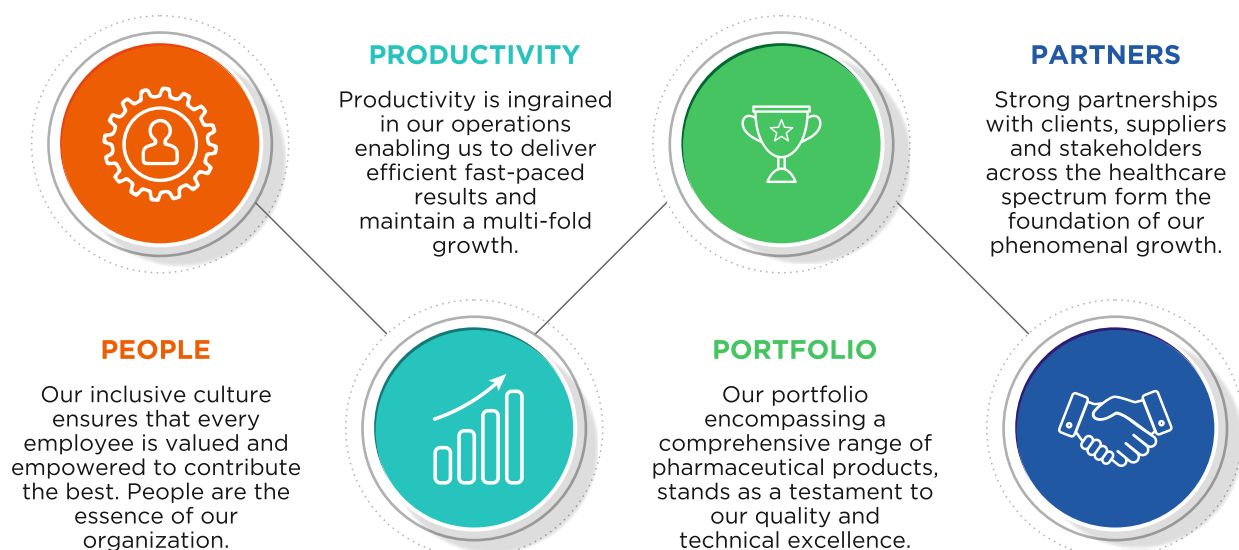 PRODUCTIVITY
Productivity is ingrained
in our operations
enabling us to deliver
efficient fast-paced
results and
maintain a multi-fold
growth.
PARTNERS
Strong partnerships
with clients, suppliers
and stakeholders
across the healthcare
spectrum form the
foundation of our
phenomenal growth.
PEOPLE
Our inclusive culture
ensures that every
employee is valued and
empowered to contribute
the best. People are the
essence of our
organization.
PORTFOLIO
Our portfolio
encompassing a
comprehensive range of
pharmaceutical products,
stands as a testament to
our quality and
technical excellence.